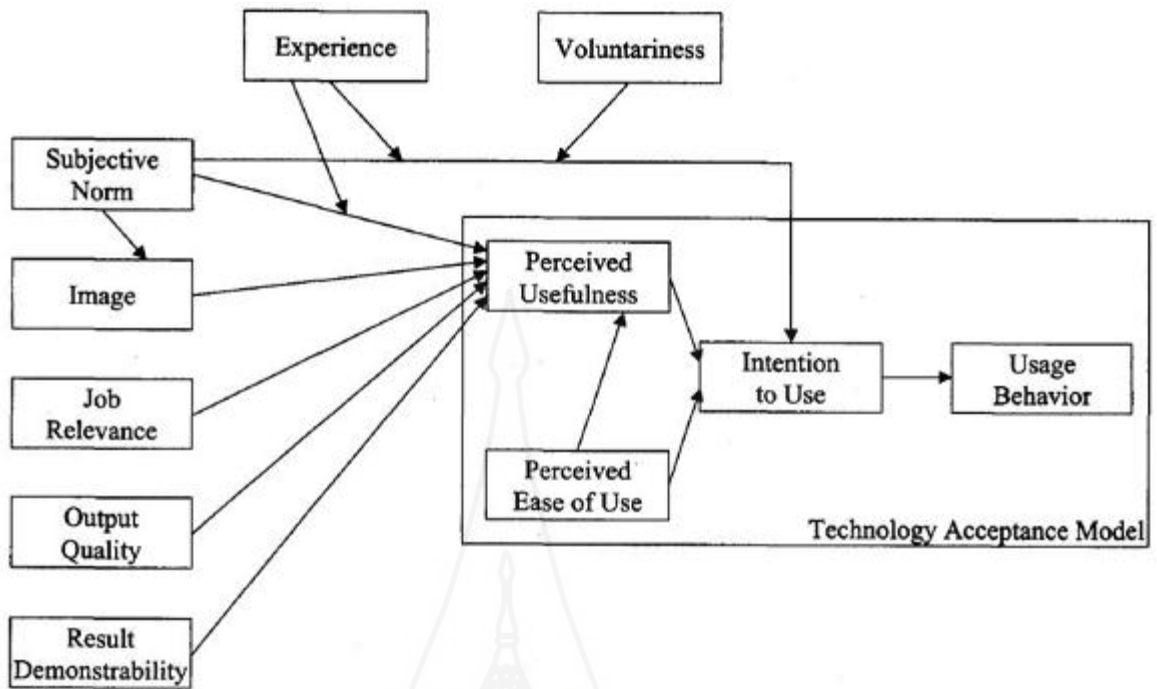 Experience
Voluntariness
Subjective
Norm
Image
Job
Relevance
Output
Quality
Result
Demonstrability
Perceived
Usefulness
Perceived
Ease of Use
Intention
to Use
Usage
Behavior
Technology Acceptance Model